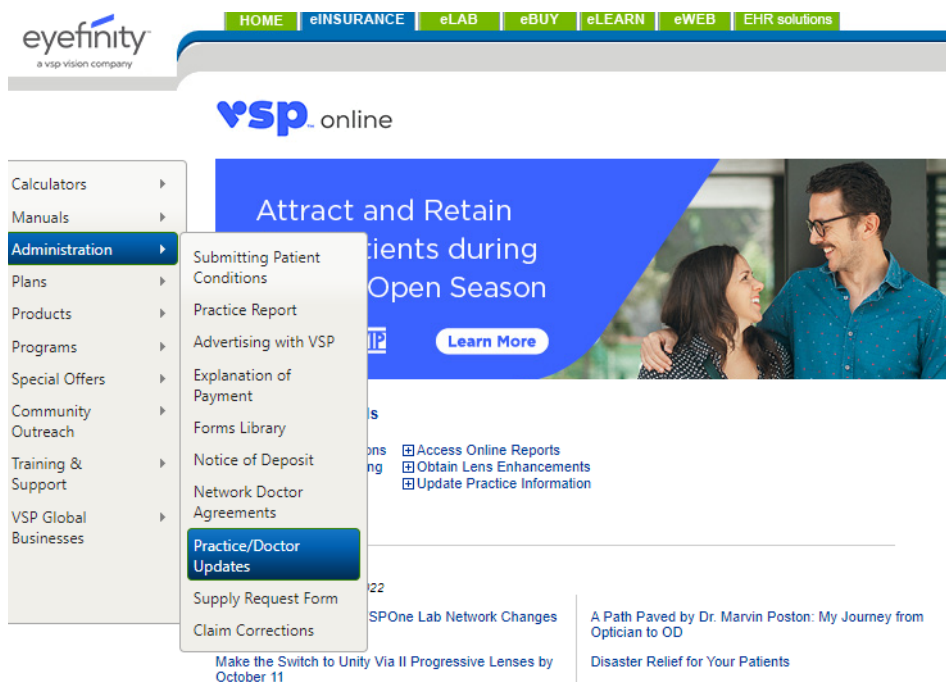 HOME eINSURANCE eLAB eBUY eLEARN eWEB EHR solutions
eyefinity
a vsp vision company
vsp™ online
Calculators
Manuals
Administration
Plans
Products
Programs
Special Offers
Community
Outreach
Training &
Support
VSP Global
Businesses
Submitting Patient
Conditions
Practice Report
Advertising with VSP
Explanation of
Payment
Forms Library
Notice of Deposit
Network Doctor
Agreements
Practice/Doctor
Updates
Supply Request Form
Claim Corrections
Attract and Retain
tients during
Open Season
Learn More
Access Online Reports
Obtain Lens Enhancements
Update Practice Information
22
SPOne Lab Network Changes
Make the Switch to Unity Via II Progressive Lenses by
October 11
A Path Paved by Dr. Marvin Poston: My Journey from
Optician to OD
Disaster Relief for Your Patients